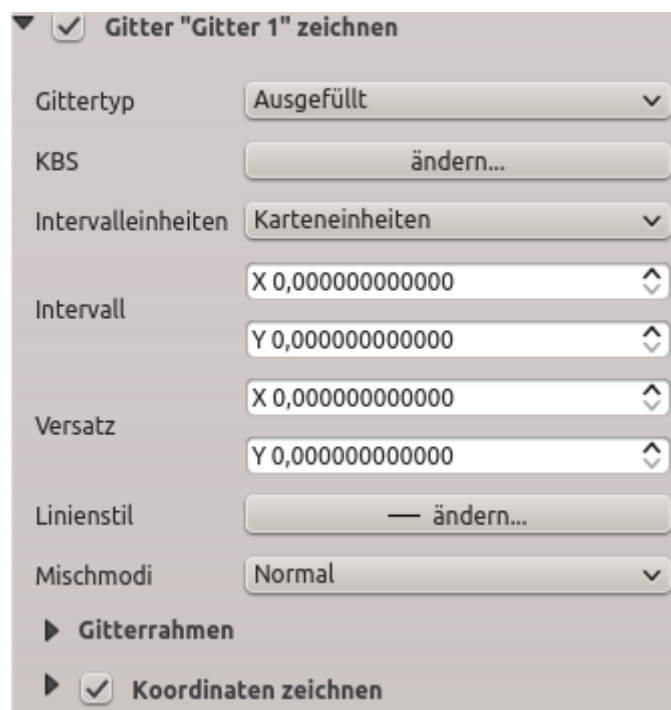 Gitter "Gitter 1" zeichnen
Gittertyp Ausgefüllt
KBS ändern...
Intervalleinheiten Karteneinheiten
Intervall
X 0,000000000000
Y 0,000000000000
Versatz
X 0,000000000000
Y 0,000000000000
Linienstil ändern...
Mischmodi Normal
Gitterrahmen
Koordinaten zeichnen